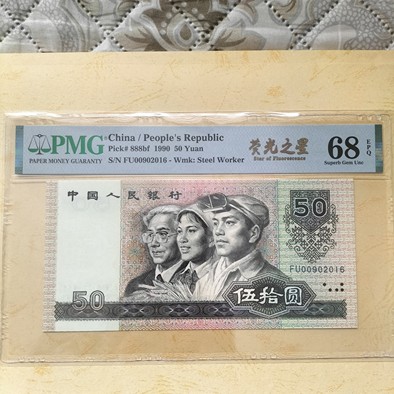 PMG
PAPER MONEY GUARANTY
China / People's Republic
Pick# 888bf 1990 50 Yuan
S/N FU00902016 - Wmk: Steel Worker
荧光之星
Star of Fluorescence
68 EPQ
Superb Gem Unc
中国人民银行
50
FU00902016
50
伍拾圆